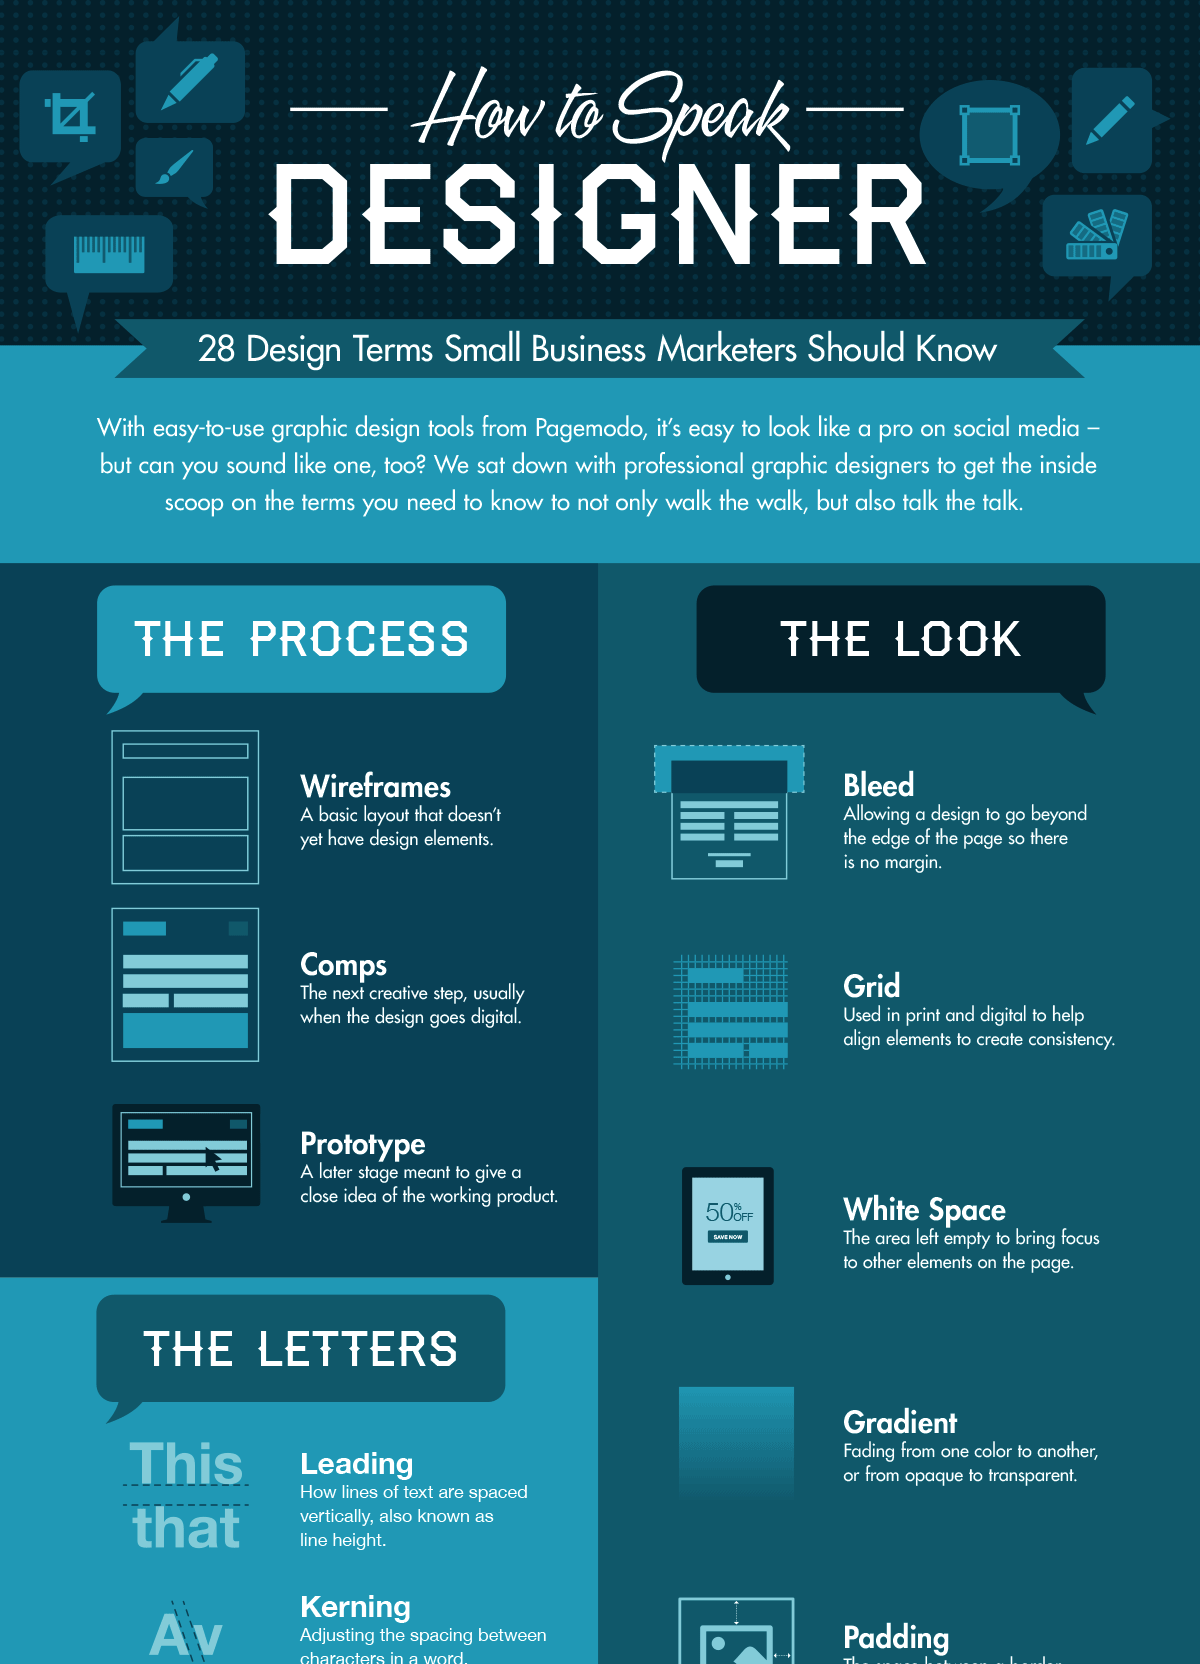 How to Speak
DESIGNER
28 Design Terms Small Business Marketers Should Know
With easy-to-use graphic design tools from Pagemodo, it's easy to look like a pro on social media –
but can you sound like one, too? We sat down with professional graphic designers to get the inside
scoop on the terms you need to know to not only walk the walk, but also talk the talk.
THE PROCESS
Wireframes
A basic layout that doesn't
yet have design elements.
Comps
The next creative step, usually
when the design goes digital.
Prototype
A later stage meant to give a
close idea of the working product.
THE LETTERS
This
that
Leading
How lines of text are spaced
vertically, also known as
line height.
Av
Kerning
Adjusting the spacing between
characters in a word.
THE LOOK
Bleed
Allowing a design to go beyond
the edge of the page so there
is no margin.
Grid
Used in print and digital to help
align elements to create consistency.
50% OFF
SAVE NOW
White Space
The area left empty to bring focus
to other elements on the page.
Gradient
Fading from one color to another,
or from opaque to transparent.
Padding
The space between a border